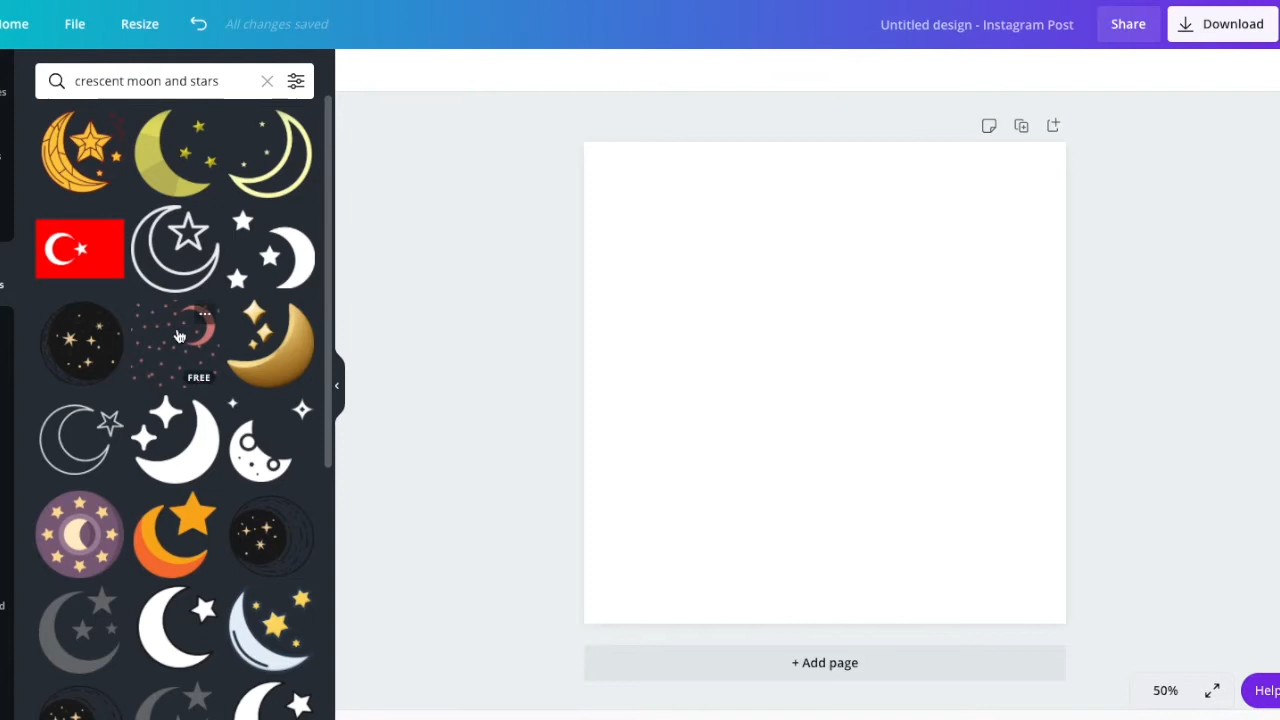 ome File Resize All changes saved Untitled design - Instagram Post Share Download
crescent moon and stars
FREE
+ Add page
50% Help